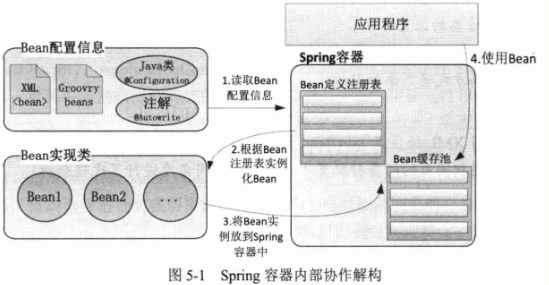 应用程序
Bean配置信息
XML
<bean>
Groovry
beans
Java类
@Configuration
注解
@Autowrite
1.读取Bean
配置信息
Spring容器
Bean定义注册表
4.使用Bean
2.根据Bean
注册表实例
化Bean
Bean缓存池
Bean实现类
Bean1
Bean2
...
3.将Bean实
例放到Spring
容器中
图 5-1 Spring 容器内部协作解构